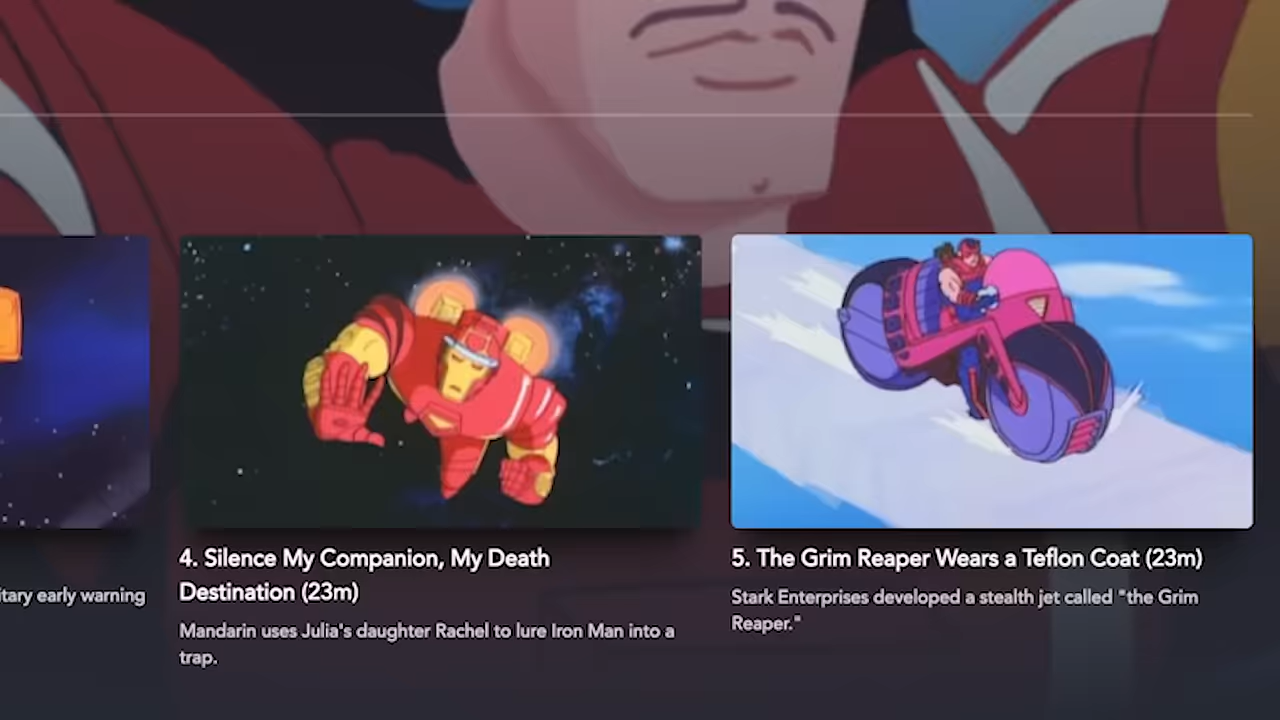 itary early warning
4. Silence My Companion, My Death
Destination (23m)
Mandarin uses Julia's daughter Rachel to lure Iron Man into a
trap.
5. The Grim Reaper Wears a Teflon Coat (23m)
Stark Enterprises developed a stealth jet called "the Grim
Reaper."